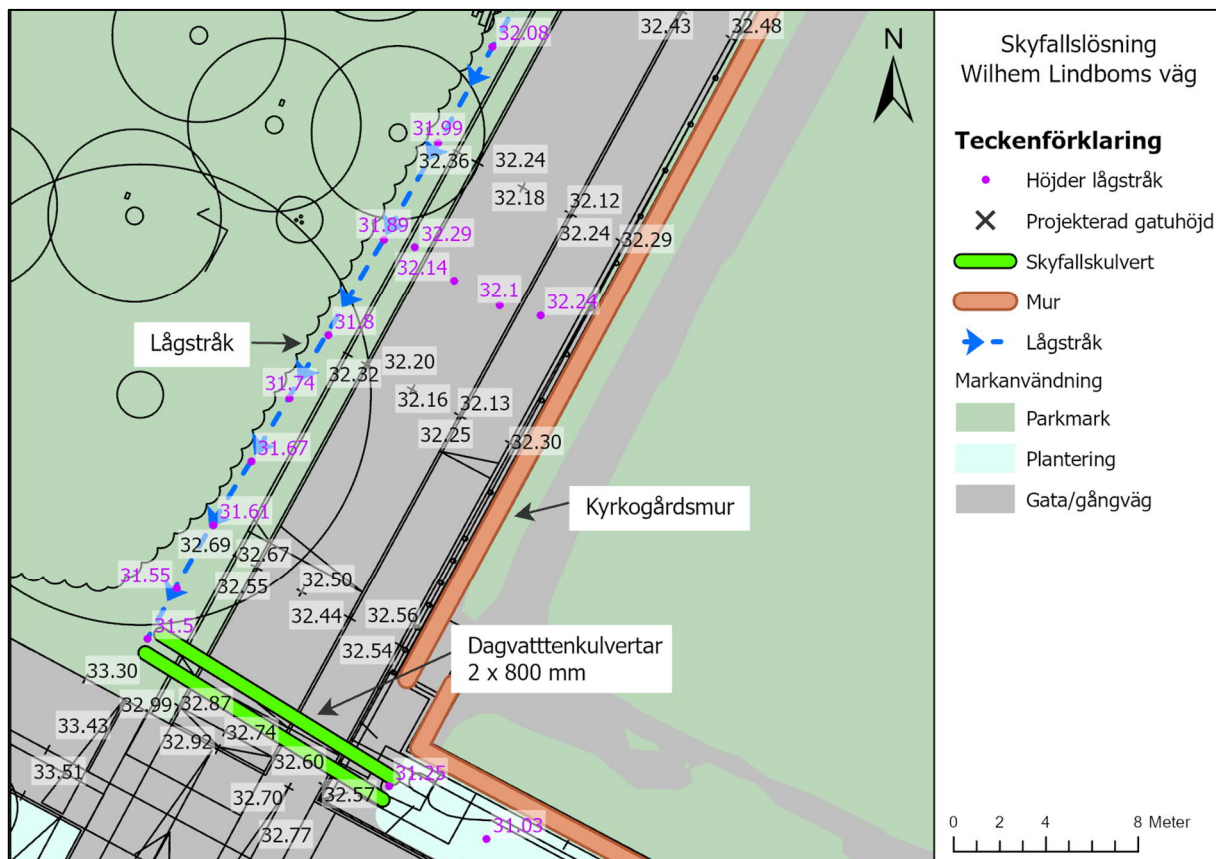 32.43
32.48
32.08
N
31.99
32.36
32.24
32.18
32.12
31.89
32.29
32.24
32.29
32.14
32.1
32.24
31.8
Lågstråk
32.20
32.32
31.74
32.16
32.13
32.25
32.30
31.67
Kyrkogårdsmur
31.61
32.69
32.67
31.55
32.55
32.50
32.44
32.56
31.5
32.54
Dagvatttenkulvertar
2 x 800 mm
33.30
32.99
32.87
33.43
32.74
32.92
32.60
33.51
31.25
32.70
32.57
32.77
31.03
Skyfallslösning
Wilhem Lindboms väg
Teckenförklaring
Höjder lågstråk
Projekterad gatuhöjd
Skyfallskulvert
Mur
Lågstråk
Markanvändning
Parkmark
Plantering
Gata/gångväg
0 2 4 8 Meter